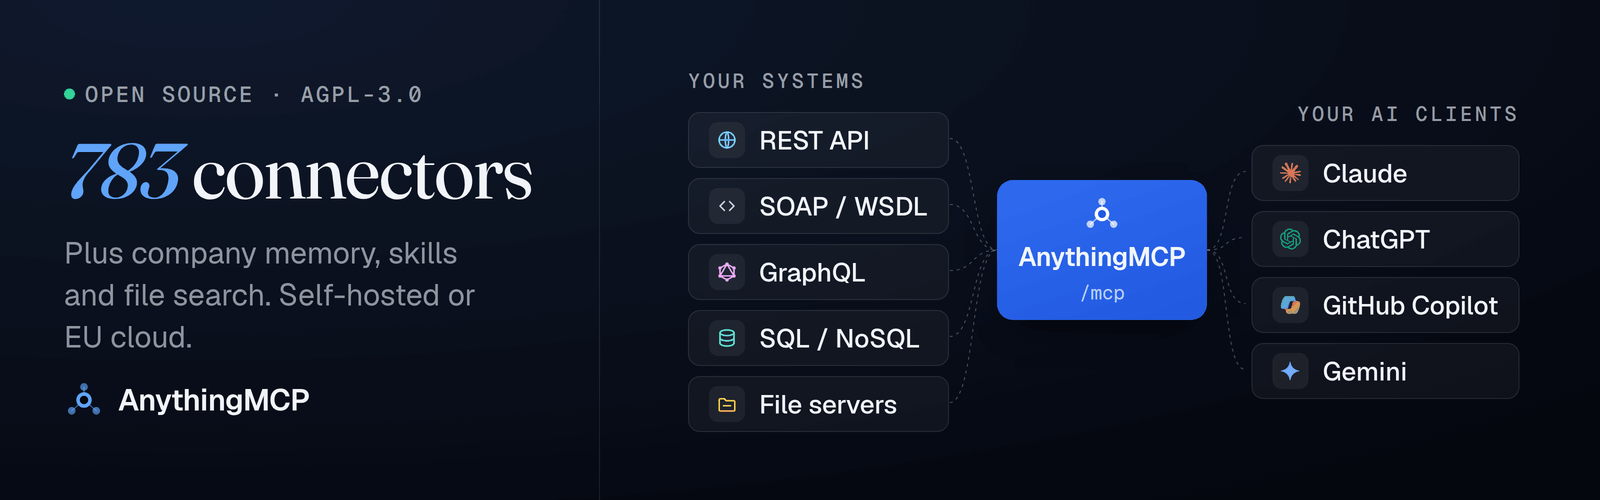 OPEN SOURCE · AGPL-3.0
783 connectors
Plus company memory, skills
and file search. Self-hosted or
EU cloud.
AnythingMCP
YOUR SYSTEMS
REST API
SOAP / WSDL
GraphQL
SQL / NoSQL
File servers
AnythingMCP
/mcp
YOUR AI CLIENTS
Claude
ChatGPT
GitHub Copilot
Gemini